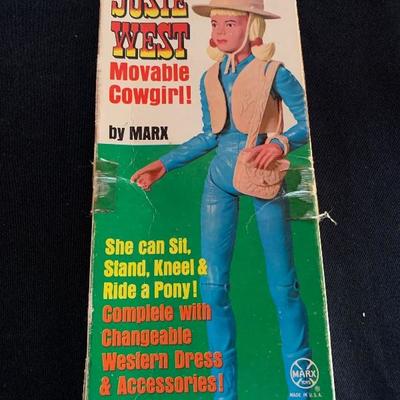 JOSIE
WEST
Movable
Cowgirl!
by MARX
She can Sit,
Stand, Kneel &
Ride a Pony!
Complete with
Changeable
Western Dress
& Accessories!
MARX
TOYS
®
MADE IN U.S.A.